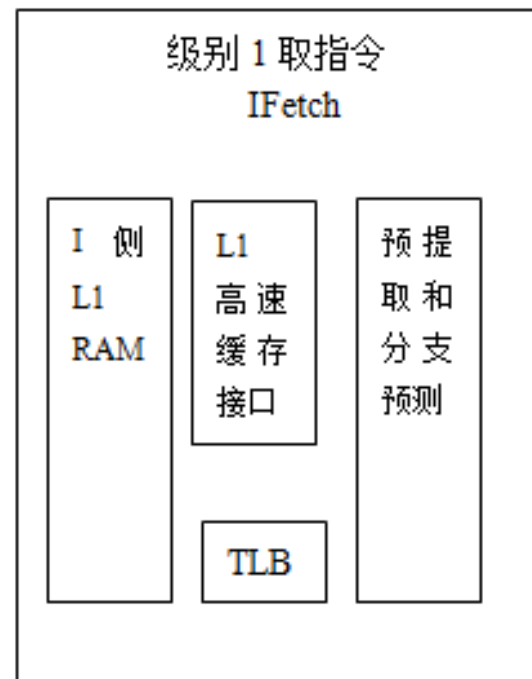 级别 1 取指令
IFetch
I 侧
L1
RAM
L1
高速
缓存
接口
TLB
预提
取和
分支
预测